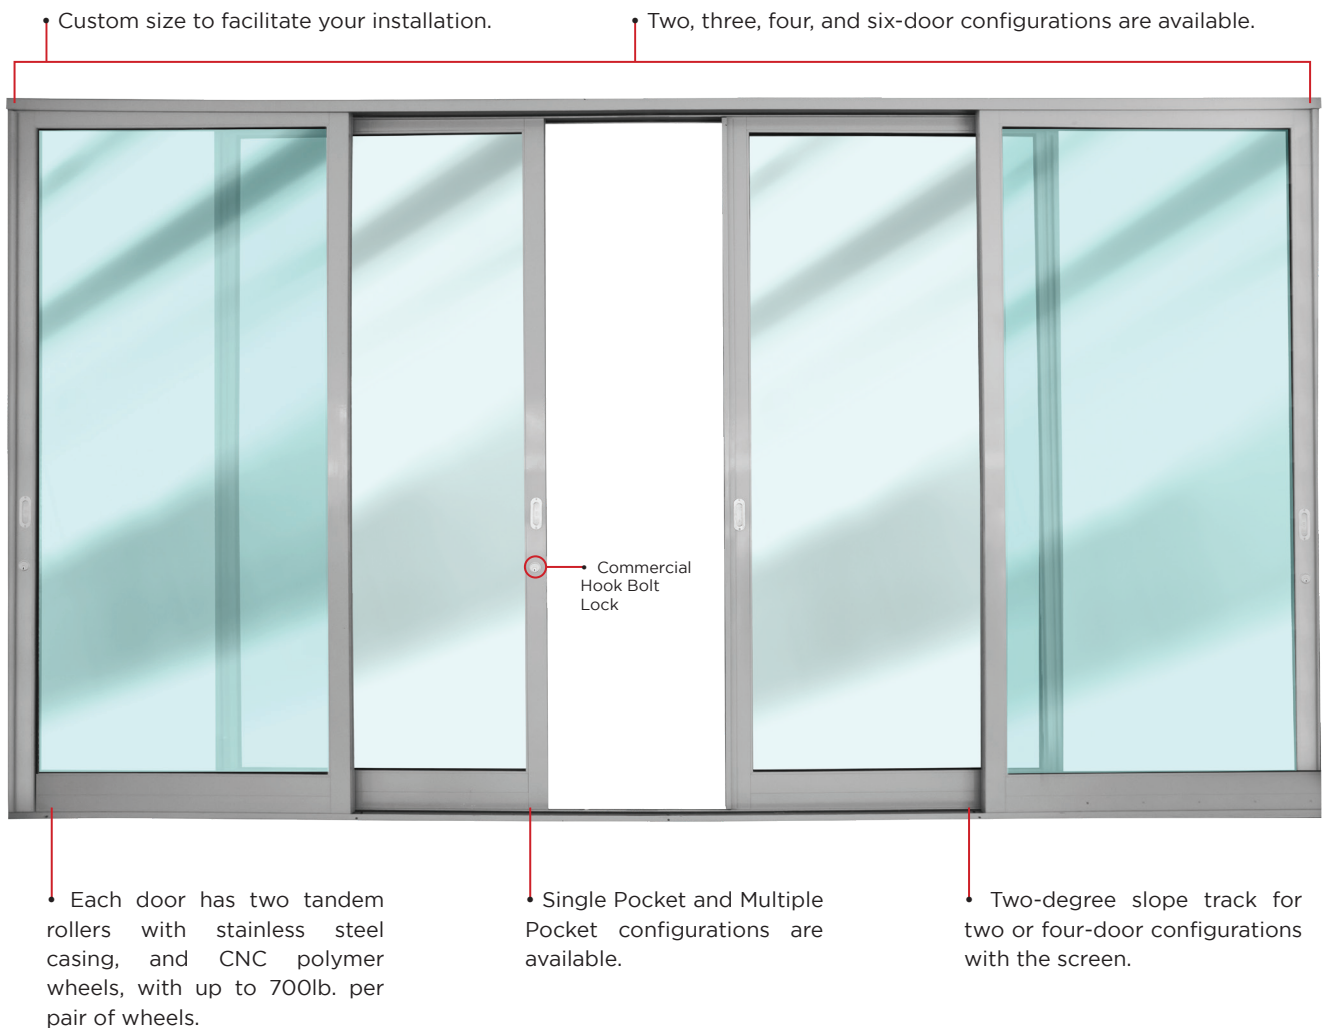 • Custom size to facilitate your installation.
• Two, three, four, and six-door configurations are available.
• Commercial
Hook Bolt
Lock
• Each door has two tandem
rollers with stainless steel
casing, and CNC polymer
wheels, with up to 700lb. per
pair of wheels.
• Single Pocket and Multiple
Pocket configurations are
available.
• Two-degree slope track for
two or four-door configurations
with the screen.